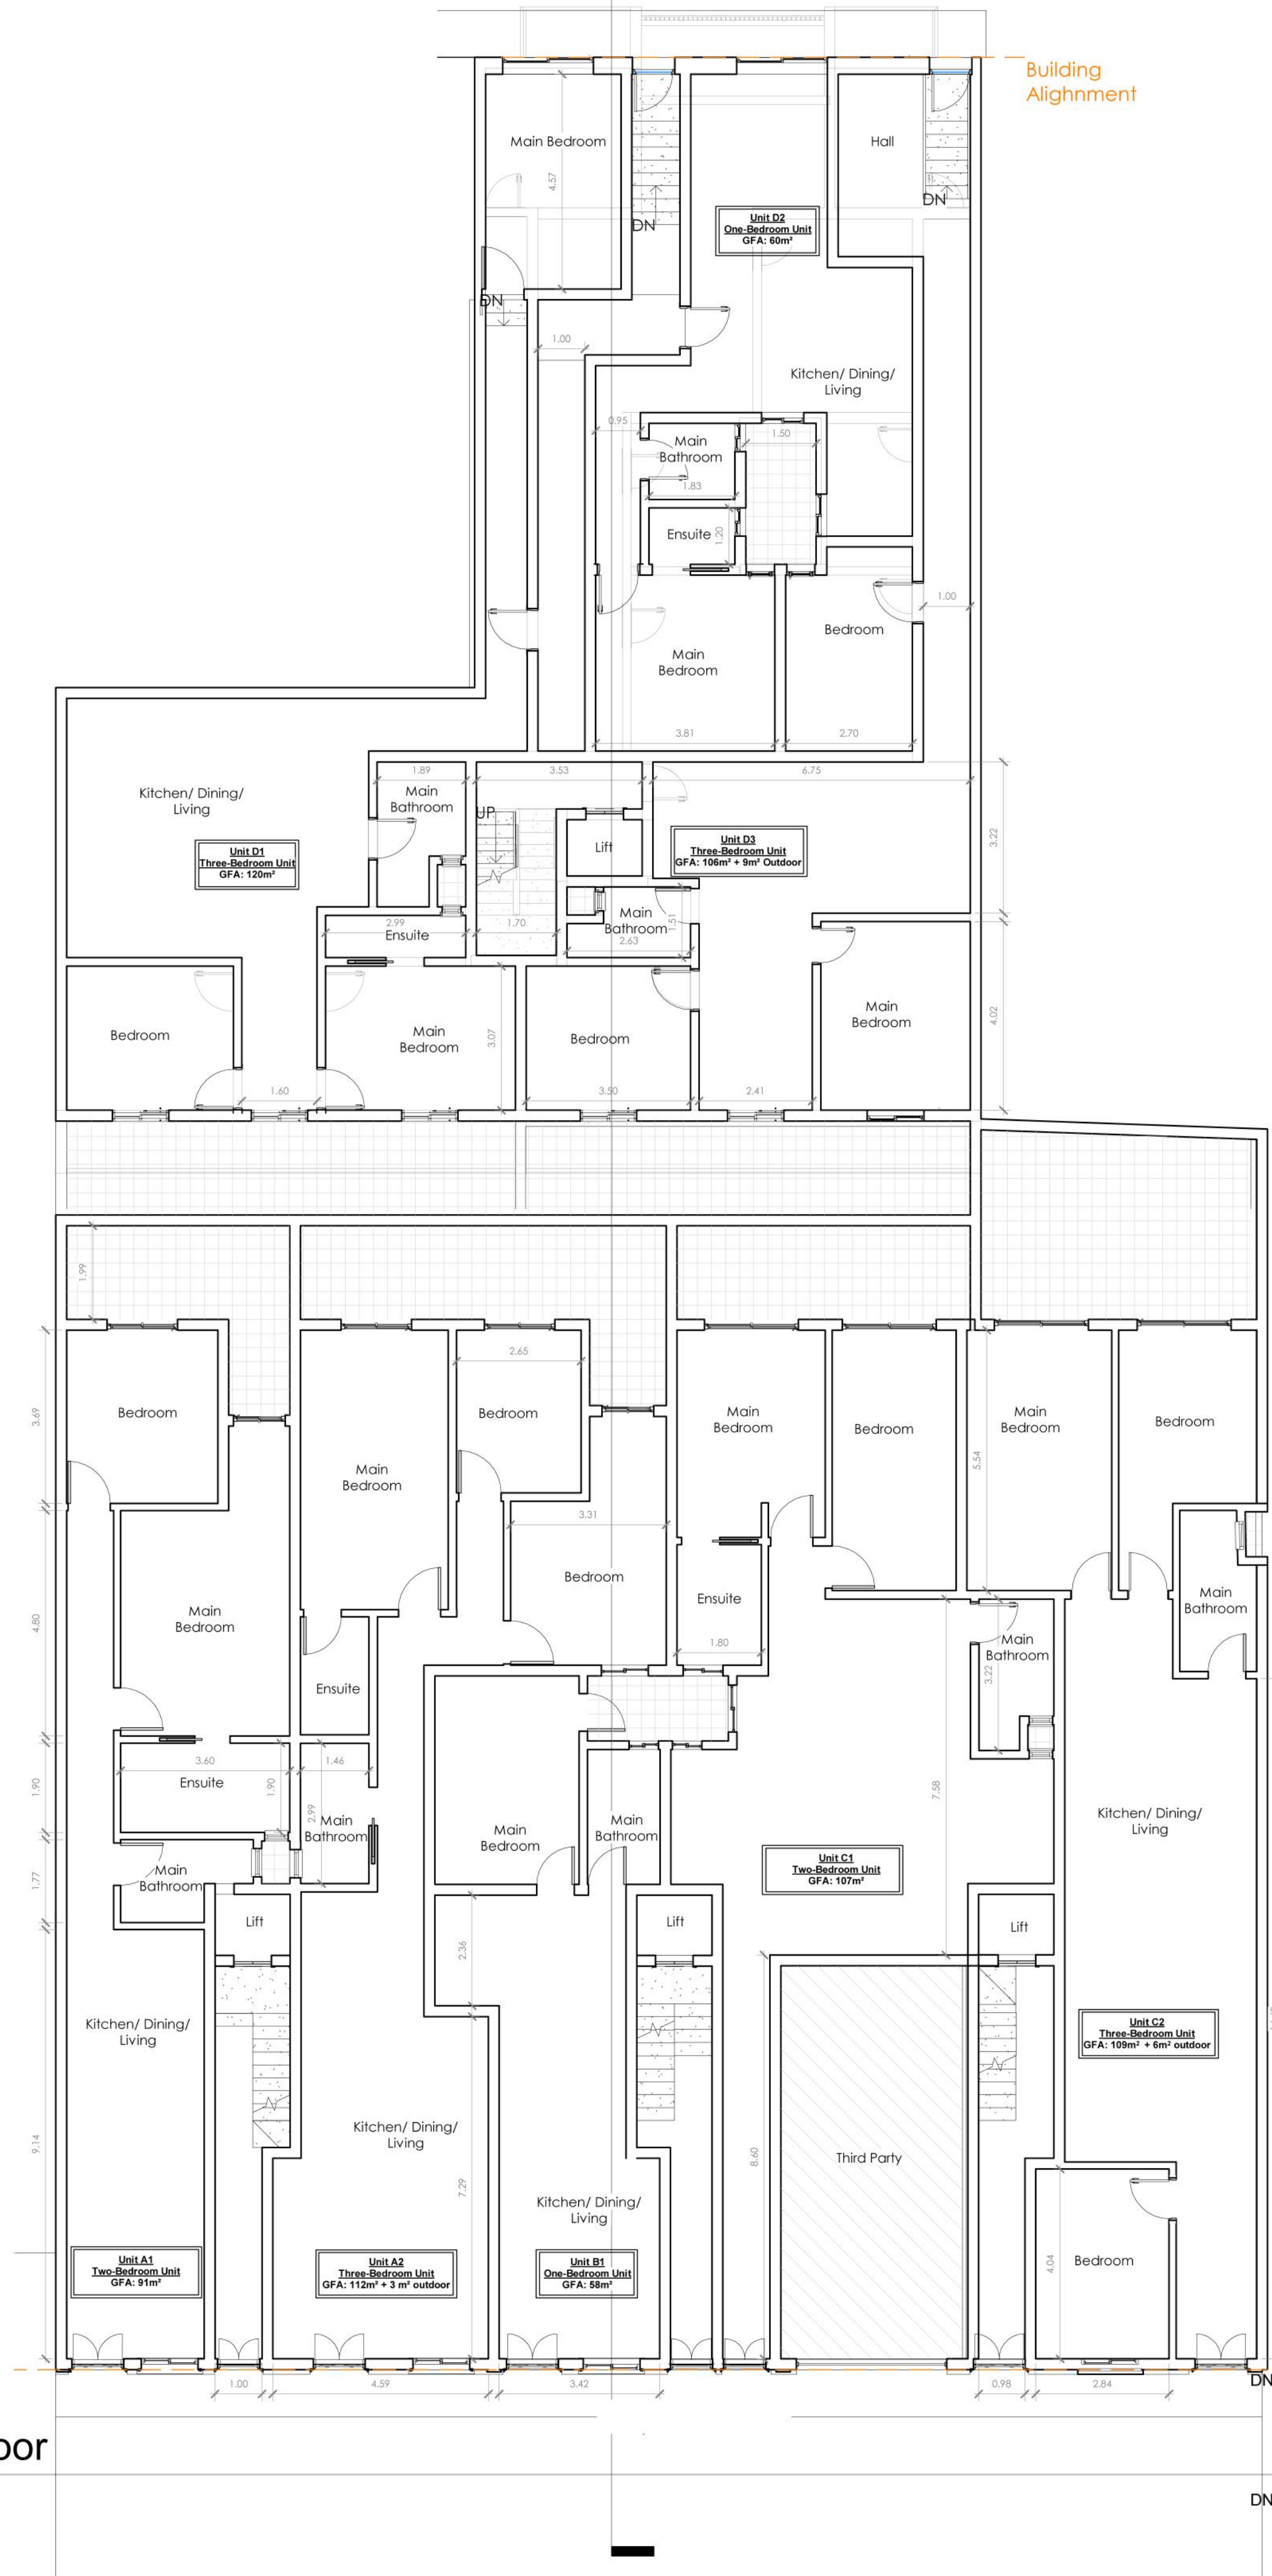 Building
Alighnment
Main Bedroom
Hall
4.57
DN
DN
Unit D2
One-Bedroom Unit
GFA: 60m²
DN
1.00
Kitchen/ Dining/
Living
0.95
1.50
Main
Bathroom
1.83
Ensuite
1.20
1.00
Bedroom
Main
Bedroom
3.81
2.70
1.89
3.53
6.75
Kitchen/ Dining/
Living
Main
Bathroom
UP
Lift
3.22
Unit D1
Three-Bedroom Unit
GFA: 120m²
Unit D3
Three-Bedroom Unit
GFA: 106m² + 9m² Outdoor
2.99
Ensuite
1.70
Main
Bathroom
1.51
2.63
Bedroom
Main
Bedroom
3.07
Bedroom
Main
Bedroom
4.02
1.60
3.50
2.41
1.99
3.69
Bedroom
2.65
Bedroom
Main
Bedroom
Bedroom
Main
Bedroom
Bedroom
5.54
Main
Bedroom
3.31
Bedroom
Ensuite
1.80
Main
Bathroom
4.80
Main
Bedroom
Main
Bathroom
3.22
Ensuite
3.60
Ensuite
1.90
1.90
1.46
2.99
Main
Bathroom
Main
Bedroom
Main
Bathroom
7.58
Kitchen/ Dining/
Living
Unit C1
Two-Bedroom Unit
GFA: 107m²
1.77
Main
Bathroom
Lift
Lift
Lift
2.36
Kitchen/ Dining/
Living
Unit C2
Three-Bedroom Unit
GFA: 109m² + 6m² outdoor
9.14
Kitchen/ Dining/
Living
7.29
8.60
Third Party
Kitchen/ Dining/
Living
4.04
Bedroom
Unit A1
Two-Bedroom Unit
GFA: 91m²
Unit A2
Three-Bedroom Unit
GFA: 112m² + 3 m² outdoor
Unit B1
One-Bedroom Unit
GFA: 58m²
1.00
4.59
3.42
0.98
2.84
DN
oor
DN